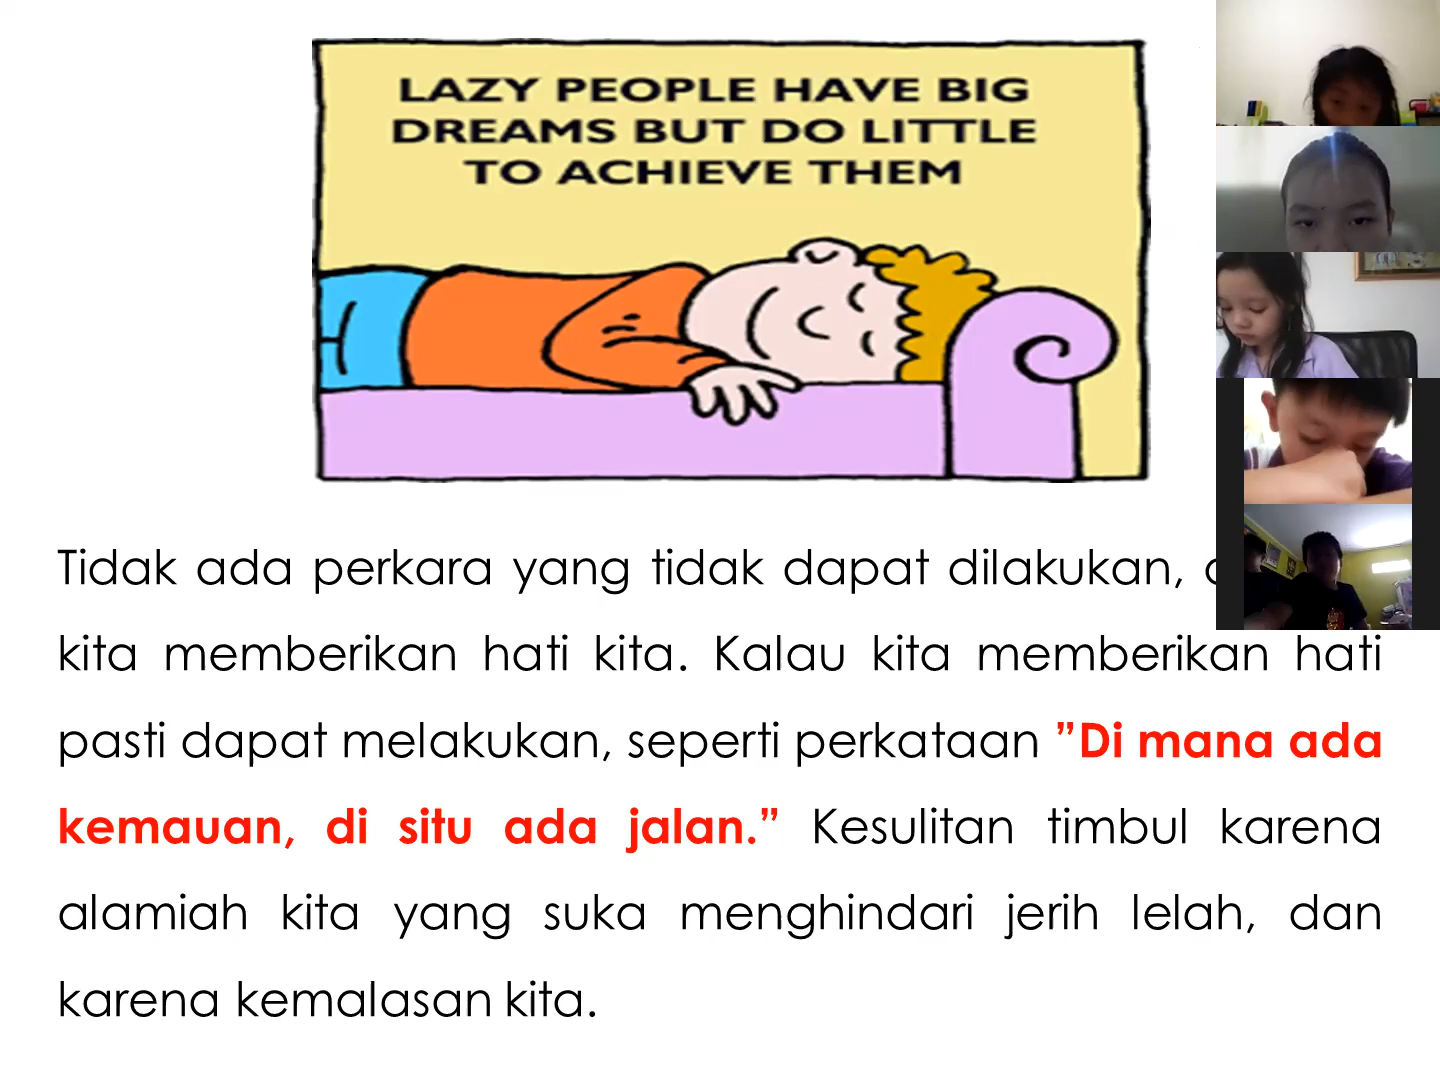 LAZY PEOPLE HAVE BIG
DREAMS BUT DO LITTLE
TO ACHIEVE THEM
Tidak ada perkara yang tidak dapat dilakukan,
kita memberikan hati kita. Kalau kita memberikan hati
pasti dapat melakukan, seperti perkataan ”Di mana ada
kemauan, di situ ada jalan.” Kesulitan timbul karena
alamiah kita yang suka menghindari jerih lelah, dan
karena kemalasan kita.